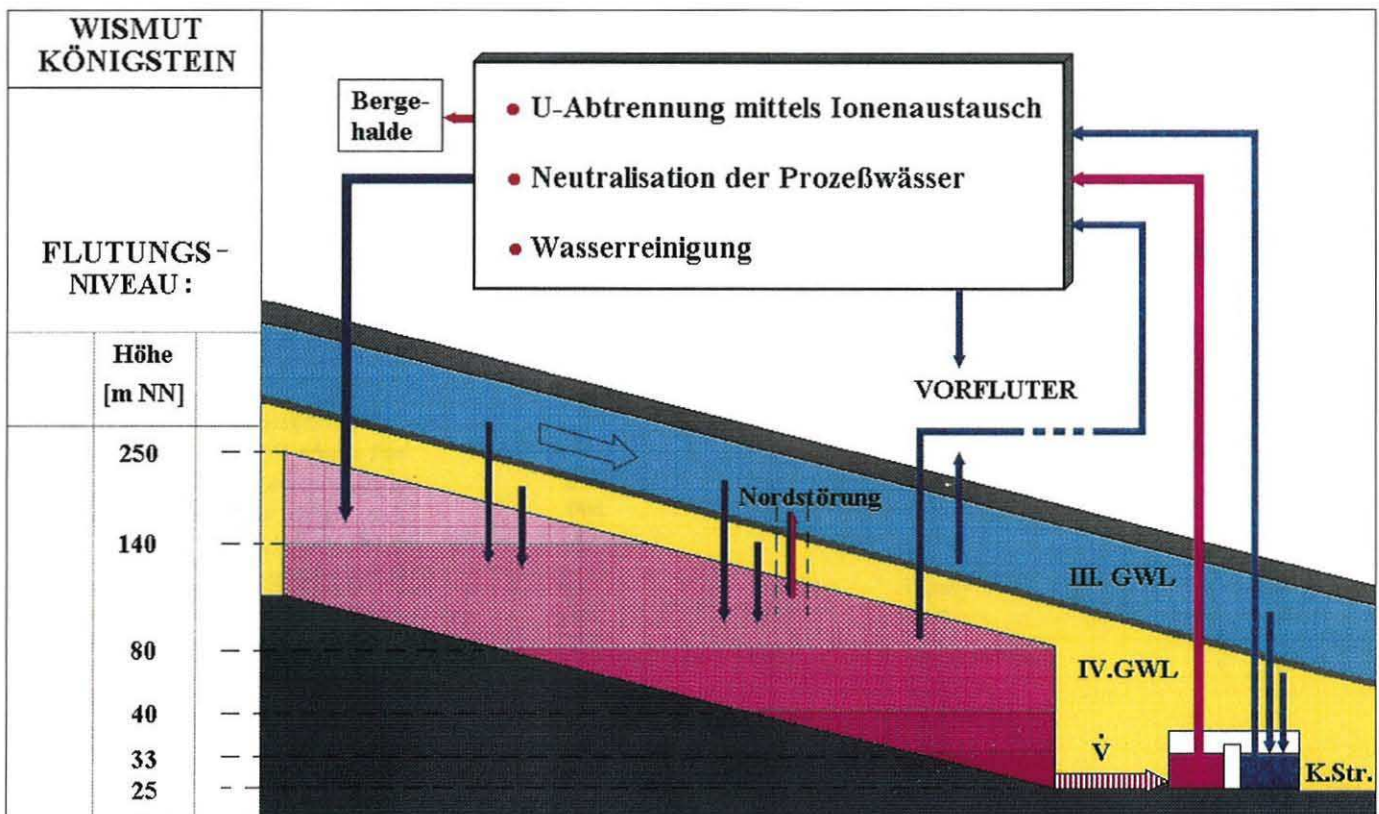 WISMUT
KÖNIGSTEIN
FLUTUNGS-
NIVEAU:
Höhe
[m NN]
250
140
80
40
33
25
Berge-
halde
• U-Abtrennung mittels Ionenaustausch
• Neutralisation der Prozeßwässer
• Wasserreinigung
VORFLUTER
Nordstörung
III. GWL
IV.GWL
V̇
K.Str.